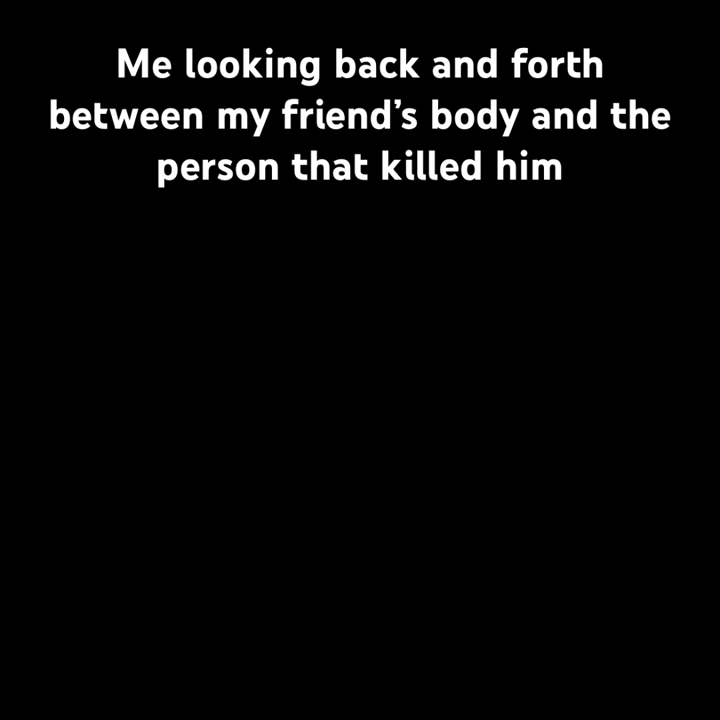 Me looking back and forth
between my friend’s body and the
person that killed him